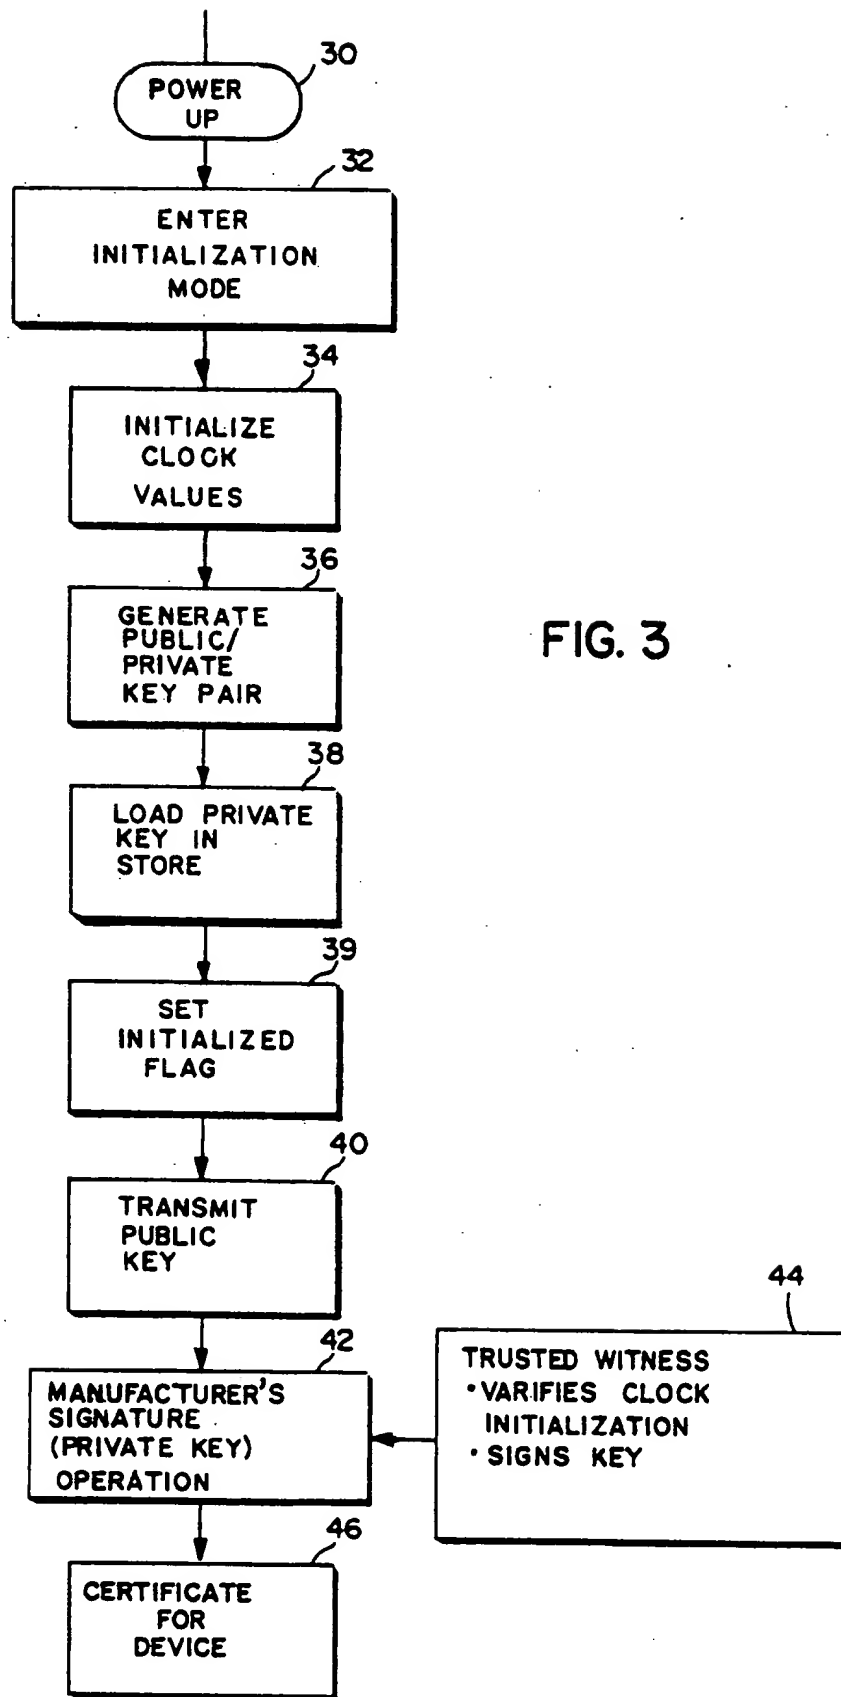 30
POWER
UP
32
ENTER
INITIALIZATION
MODE
34
INITIALIZE
CLOCK
VALUES
36
GENERATE
PUBLIC/
PRIVATE
KEY PAIR
FIG. 3
38
LOAD PRIVATE
KEY IN
STORE
39
SET
INITIALIZED
FLAG
40
TRANSMIT
PUBLIC
KEY
42
MANUFACTURER'S
SIGNATURE
(PRIVATE KEY)
OPERATION
44
TRUSTED WITNESS
• VARIFIES CLOCK
INITIALIZATION
• SIGNS KEY
46
CERTIFICATE
FOR
DEVICE